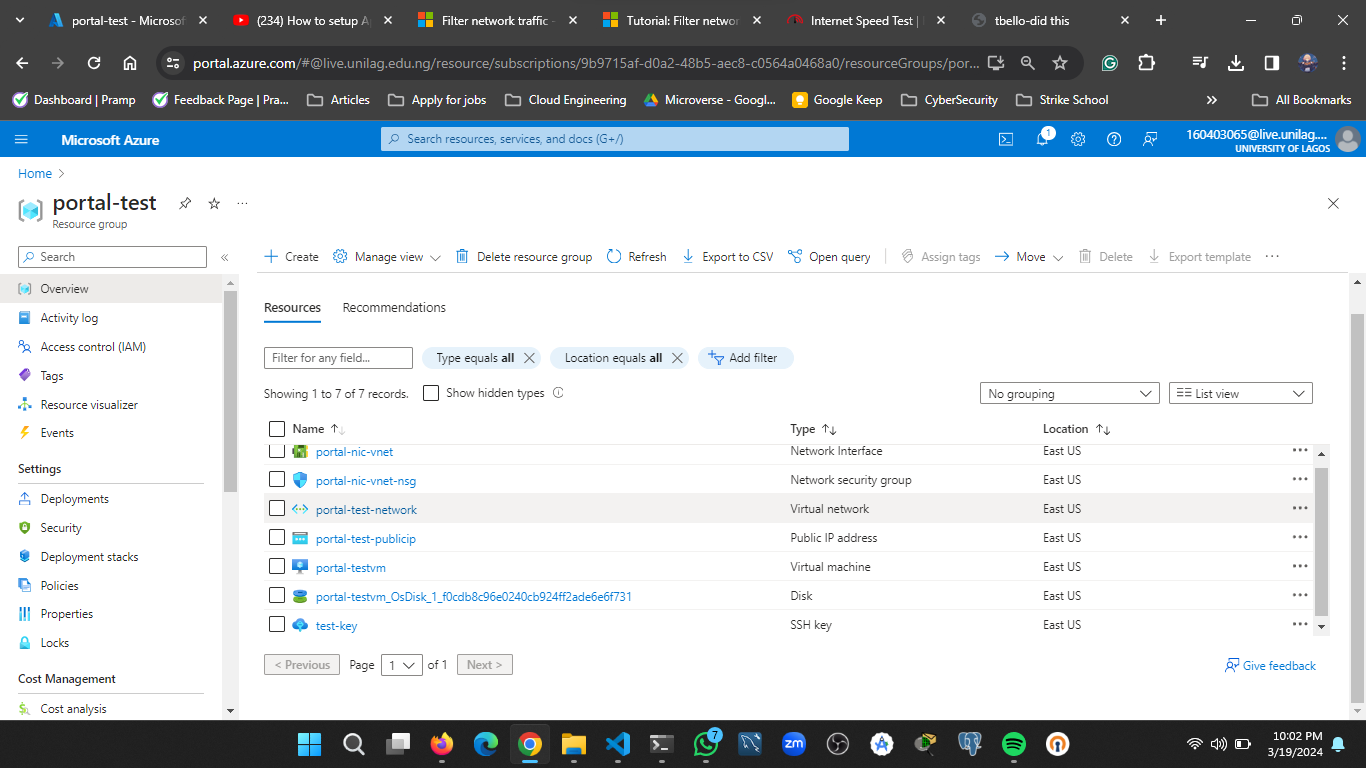 portal-test - Microsof
(234) How to setup Ap
Filter network traffic -
Tutorial: Filter networ
Internet Speed Test |
tbello-did this
portal.azure.com/#@live.unilag.edu.ng/resource/subscriptions/9b9715af-d0a2-48b5-aec8-c0564a0468a0/resourceGroups/por...
Dashboard | Pramp
Feedback Page | Pra...
Articles
Apply for jobs
Cloud Engineering
Microverse - Googl...
Google Keep
CyberSecurity
Strike School
»
All Bookmarks
Microsoft Azure
Search resources, services, and docs (G+/)
1
160403065@live.unilag....
UNIVERSITY OF LAGOS
Home >
portal-test
...
Resource group
Search
«
Create
Manage view
Delete resource group
Refresh
Export to CSV
Open query
Assign tags
Move
Delete
Export template
...
Overview
Activity log
Access control (IAM)
Tags
Resource visualizer
Events
Settings
Deployments
Security
Deployment stacks
Policies
Properties
Locks
Cost Management
Cost analysis
Resources
Recommendations
Filter for any field...
Type equals all
Location equals all
Add filter
Showing 1 to 7 of 7 records.
Show hidden types
No grouping
List view
Name ↑↓ Type ↑↓ Location ↑↓
portal-nic-vnet Network Interface East US ...
portal-nic-vnet-nsg Network security group East US ...
portal-test-network Virtual network East US ...
portal-test-publicip Public IP address East US ...
portal-testvm Virtual machine East US ...
portal-testvm_OsDisk_1_f0cdb8c96e0240cb924ff2ade6e6f731 Disk East US ...
test-key SSH key East US ...
< Previous Page 1 of 1 Next >
Give feedback
7
zm
10:02 PM
3/19/2024